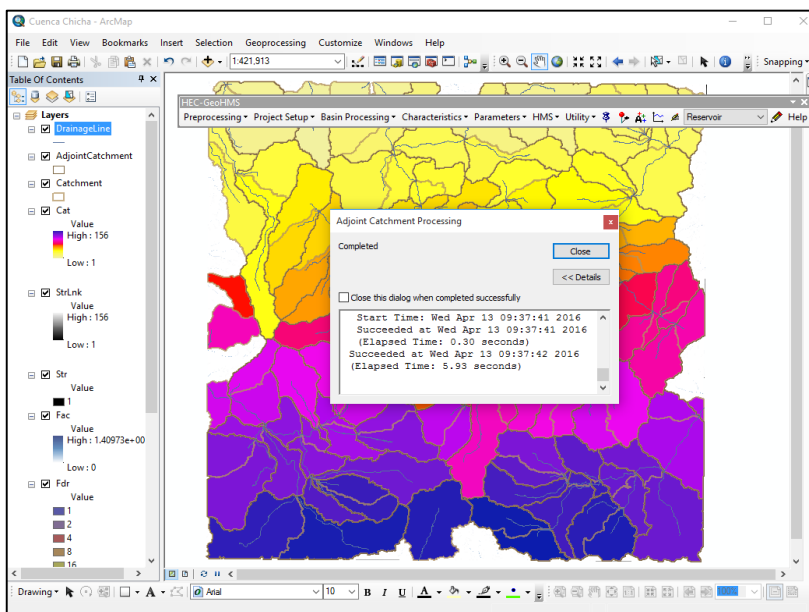 Cuenca Chicha - ArcMap
File Edit View Bookmarks Insert Selection Geoprocessing Customize Windows Help
1:421,913
Snapping
Table Of Contents
HEC-GeoHMS
Preprocessing Project Setup Basin Processing Characteristics Parameters HMS Utility Reservoir Help
Layers
DrainageLine
AdjointCatchment
Catchment
Cat
Value
High : 156
Low : 1
StrLnk
Value
High : 156
Low : 1
Str
Value
1
Fac
Value
High : 1.40973e+00
Low : 0
Fdr
Value
1
2
4
8
16
Adjoint Catchment Processing
Completed
Close
<< Details
Close this dialog when completed successfully
Start Time: Wed Apr 13 09:37:41 2016
Succeeded at Wed Apr 13 09:37:41 2016
(Elapsed Time: 0.30 seconds)
Succeeded at Wed Apr 13 09:37:42 2016
(Elapsed Time: 5.93 seconds)
Drawing Arial 10 B I U A 100%